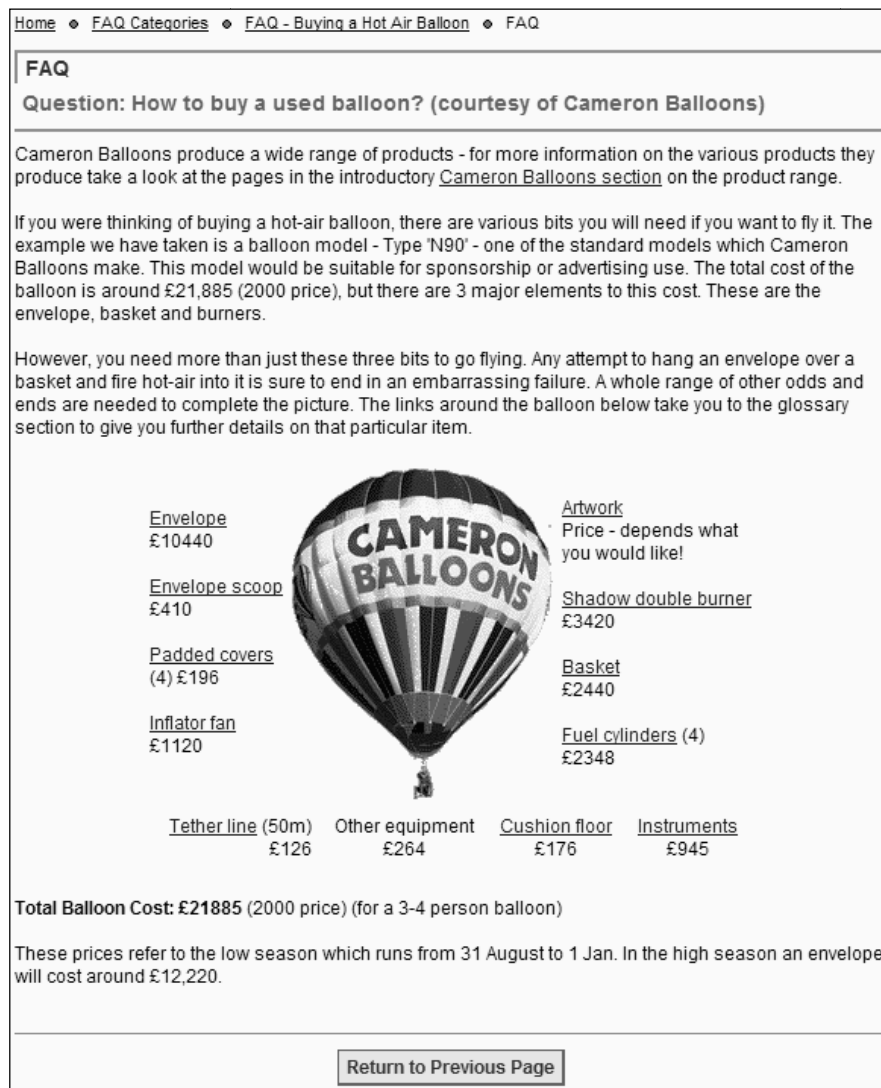 Home • FAQ Categories • FAQ - Buying a Hot Air Balloon • FAQ
FAQ
Question: How to buy a used balloon? (courtesy of Cameron Balloons)
Cameron Balloons produce a wide range of products - for more information on the various products they
produce take a look at the pages in the introductory Cameron Balloons section on the product range.
If you were thinking of buying a hot-air balloon, there are various bits you will need if you want to fly it. The
example we have taken is a balloon model - Type 'N90' - one of the standard models which Cameron
Balloons make. This model would be suitable for sponsorship or advertising use. The total cost of the
balloon is around £21,885 (2000 price), but there are 3 major elements to this cost. These are the
envelope, basket and burners.
However, you need more than just these three bits to go flying. Any attempt to hang an envelope over a
basket and fire hot-air into it is sure to end in an embarrassing failure. A whole range of other odds and
ends are needed to complete the picture. The links around the balloon below take you to the glossary
section to give you further details on that particular item.
Envelope
£10440
Envelope scoop
£410
Padded covers
(4) £196
Inflator fan
£1120
CAMERON
BALLOONS
Artwork
Price - depends what
you would like!
Shadow double burner
£3420
Basket
£2440
Fuel cylinders (4)
£2348
Tether line (50m) Other equipment Cushion floor Instruments
£126 £264 £176 £945
Total Balloon Cost: £21885 (2000 price) (for a 3-4 person balloon)
These prices refer to the low season which runs from 31 August to 1 Jan. In the high season an envelope
will cost around £12,220.
Return to Previous Page